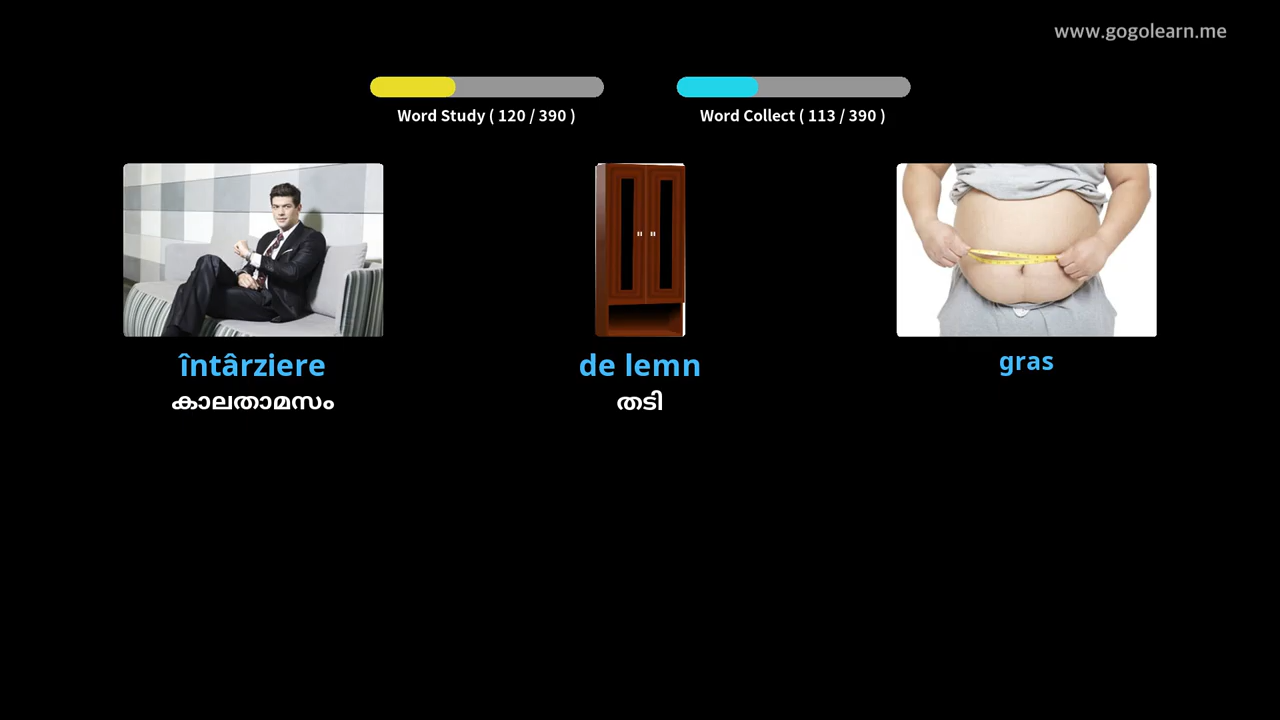 www.gogolearn.me
Word Study ( 120 / 390 )
Word Collect ( 113 / 390 )
întârziere
കാലതാമസം
de lemn
തടി
gras